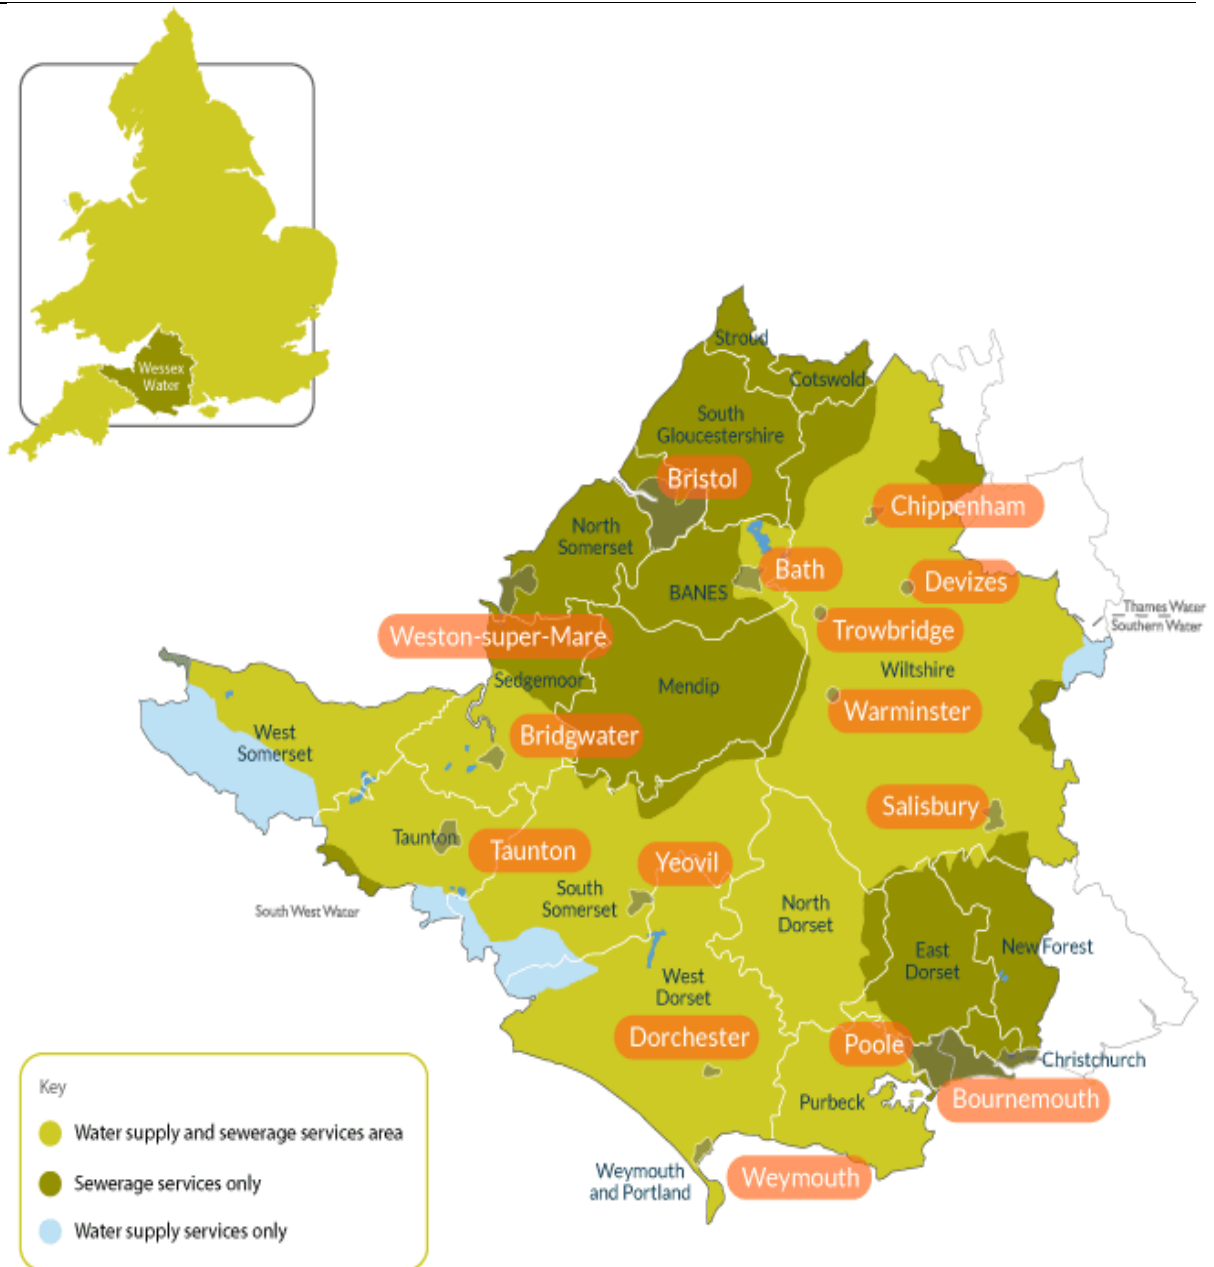 Wessex
Water
Stroud
Cotswold
South
Gloucestershire
Bristol
Chippenham
North
Somerset
Bath
Devizes
BANES
Thames Water
Southern Water
Trowbridge
Weston-super-Mare
Wiltshire
Sedgemoor
Mendip
Warminster
West
Somerset
Bridgwater
Salisbury
Taunton
Taunton
Yeovil
South
Somerset
South West Water
North
Dorset
East
Dorset
New Forest
West
Dorset
Dorchester
Poole
Christchurch
Purbeck
Bournemouth
Weymouth
and Portland
Weymouth
Key
Water supply and sewerage services area
Sewerage services only
Water supply services only